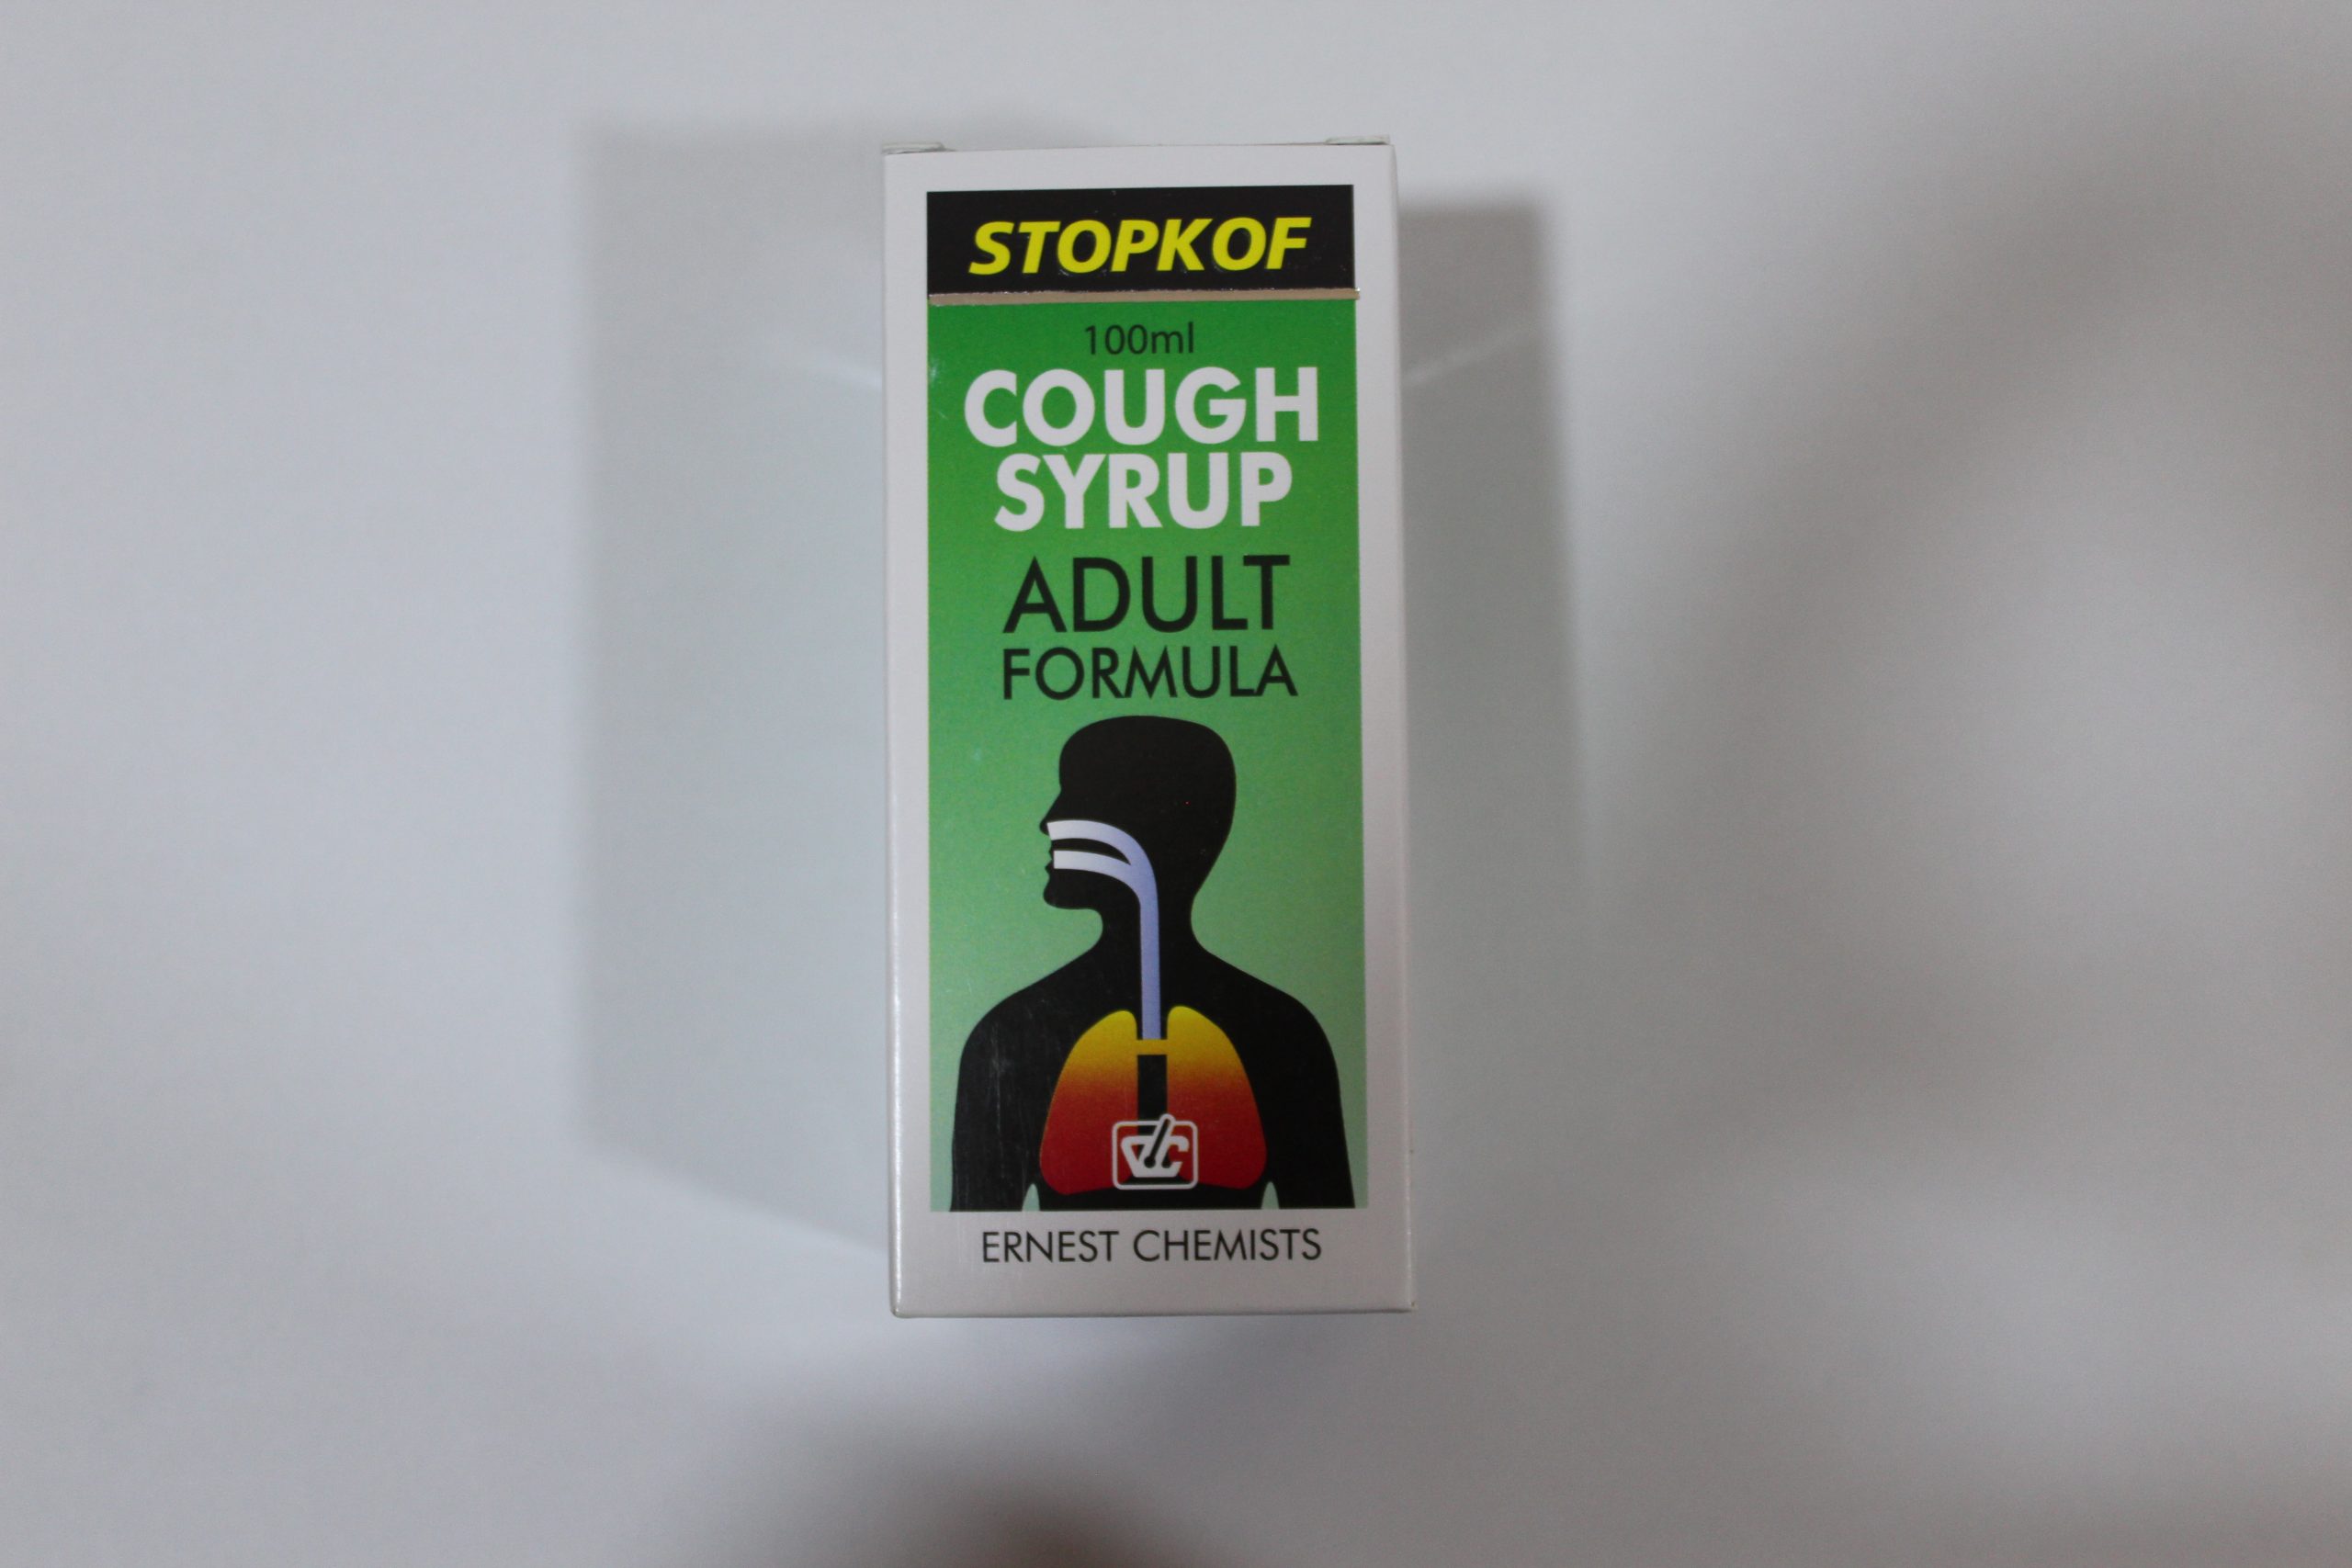 STOPKOF
100ml
COUGH
SYRUP
ADULT
FORMULA
ERNEST CHEMISTS